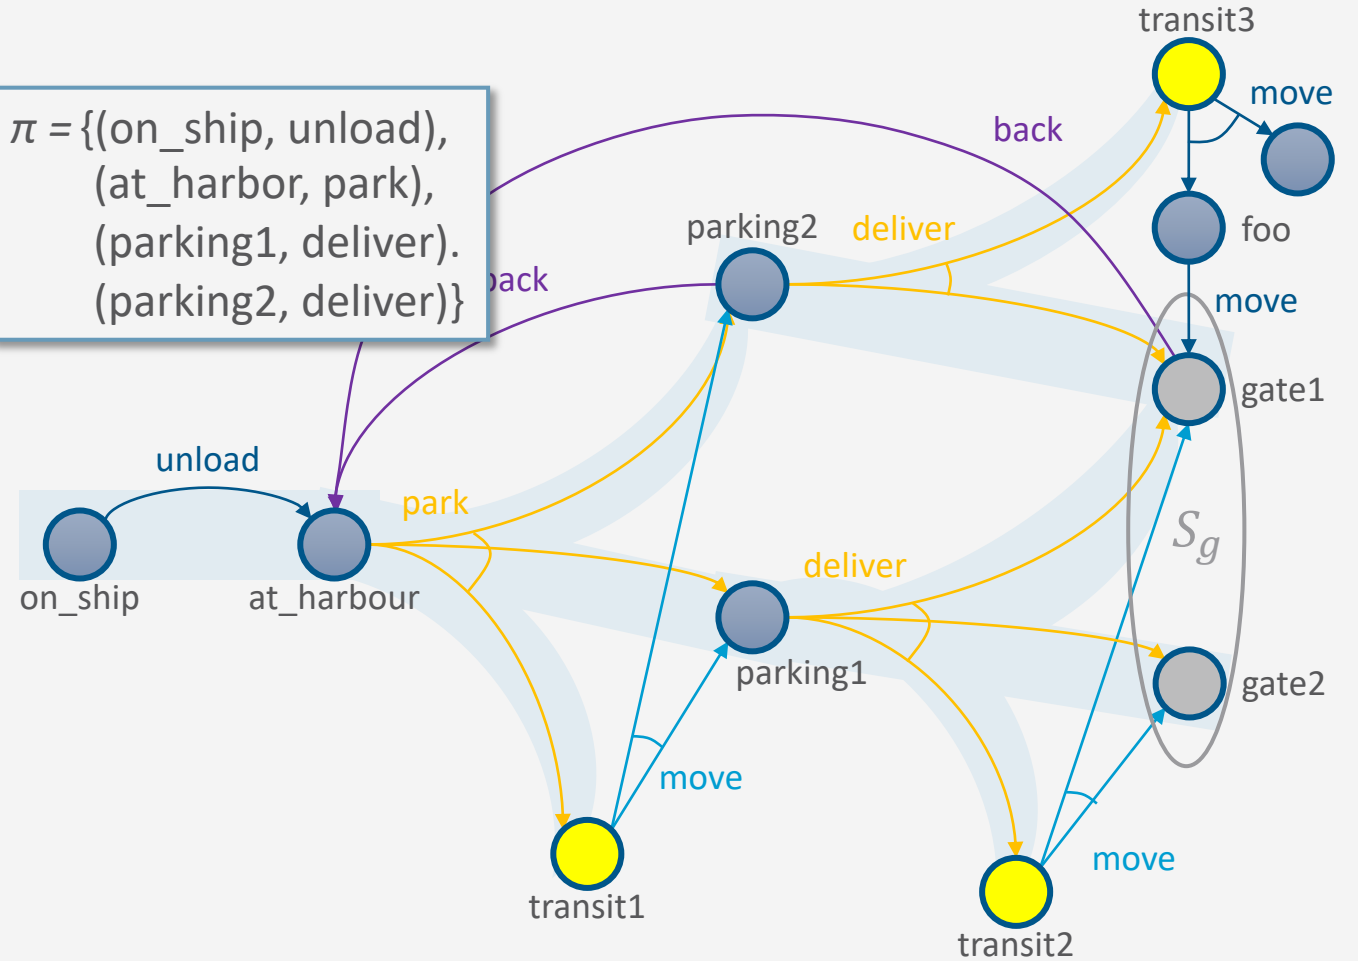 transit3
move
π = {(on_ship, unload),
(at_harbor, park),
(parking1, deliver).
(parking2, deliver)}
back
parking2
deliver
foo
back
move
gate1
unload
park
S_g
deliver
on_ship
at_harbour
parking1
gate2
move
move
transit1
transit2